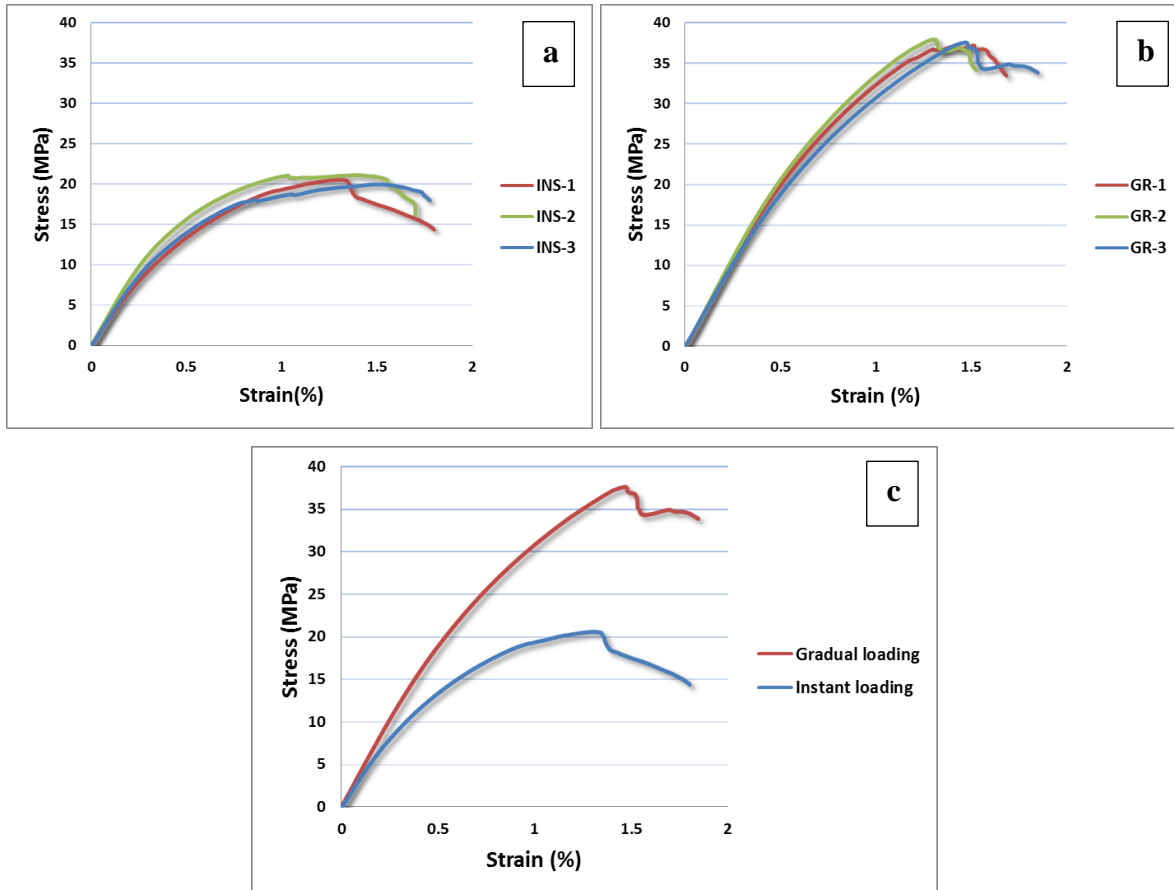 a
40
35
30
25
20
15
10
5
0
Stress (MPa)
0 0.5 1 1.5 2
Strain(%)
INS-1
INS-2
INS-3
b
40
35
30
25
20
15
10
5
0
Stress (MPa)
0 0.5 1 1.5 2
Strain (%)
GR-1
GR-2
GR-3
c
40
35
30
25
20
15
10
5
0
Stress (MPa)
0 0.5 1 1.5 2
Strain (%)
Gradual loading
Instant loading